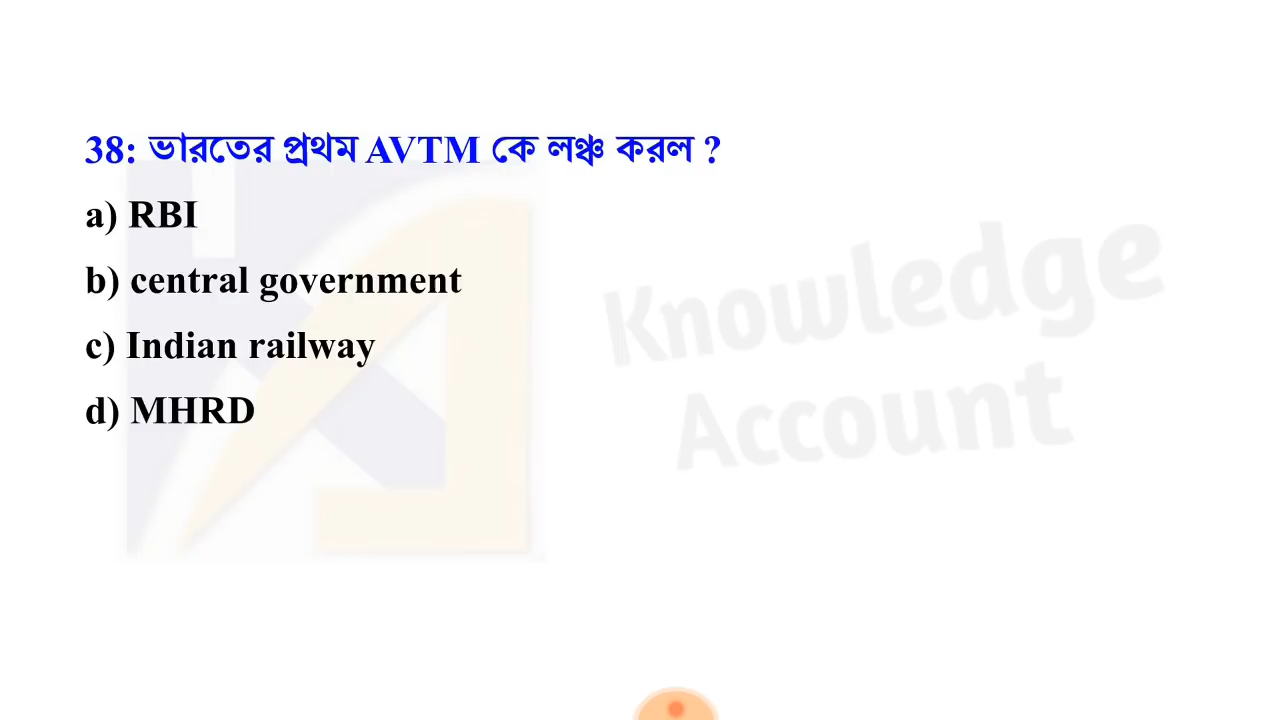 38: ভারতের প্রথম AVTM কে লঞ্চ করল ?
a) RBI
b) central government
c) Indian railway
d) MHRD
Knowledge
Account